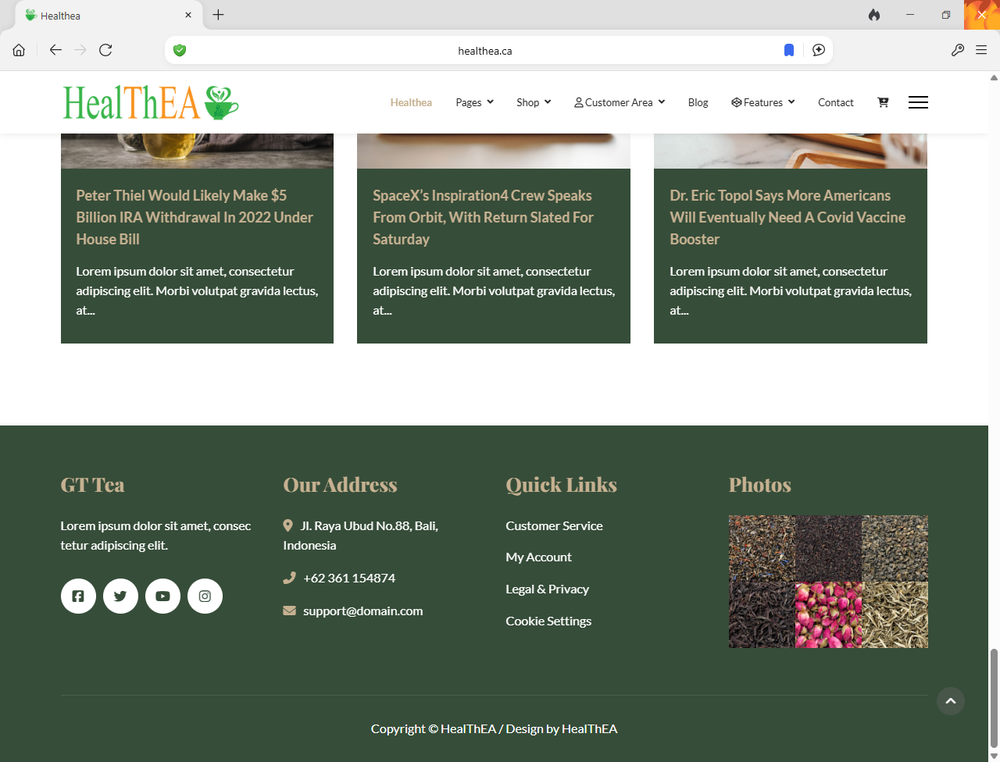 Healthea
healthea.ca
HealThEA
Healthea Pages Shop Customer Area Blog Features Contact
Peter Thiel Would Likely Make $5
Billion IRA Withdrawal In 2022 Under
House Bill
Lorem ipsum dolor sit amet, consectetur
adipiscing elit. Morbi volutpat gravida lectus,
at...
SpaceX’s Inspiration4 Crew Speaks
From Orbit, With Return Slated For
Saturday
Lorem ipsum dolor sit amet, consectetur
adipiscing elit. Morbi volutpat gravida lectus,
at...
Dr. Eric Topol Says More Americans
Will Eventually Need A Covid Vaccine
Booster
Lorem ipsum dolor sit amet, consectetur
adipiscing elit. Morbi volutpat gravida lectus,
at...
GT Tea
Lorem ipsum dolor sit amet, consec
tetur adipiscing elit.
Our Address
Jl. Raya Ubud No.88, Bali,
Indonesia
+62 361 154874
support@domain.com
Quick Links
Customer Service
My Account
Legal & Privacy
Cookie Settings
Photos
Copyright © HealThEA / Design by HealThEA